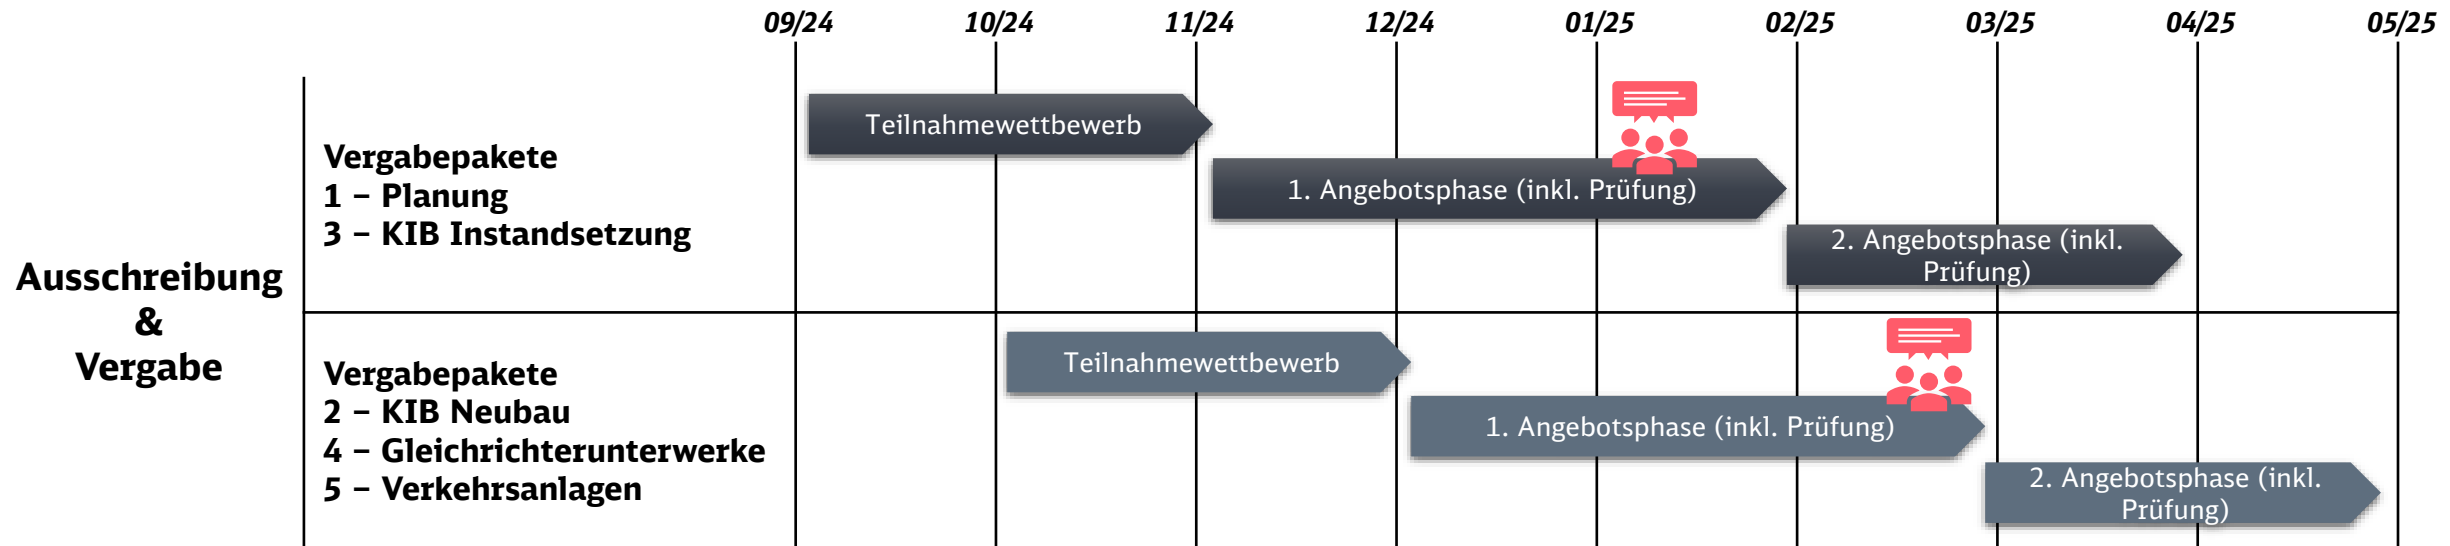 09/24 10/24 11/24 12/24 01/25 02/25 03/25 04/25 05/25
Ausschreibung
&
Vergabe
Vergabepakete
1 – Planung
3 – KIB Instandsetzung
Teilnahmewettbewerb
1. Angebotsphase (inkl. Prüfung)
2. Angebotsphase (inkl.
Prüfung)
Vergabepakete
2 – KIB Neubau
4 – Gleichrichterunterwerke
5 – Verkehrsanlagen
Teilnahmewettbewerb
1. Angebotsphase (inkl. Prüfung)
2. Angebotsphase (inkl.
Prüfung)